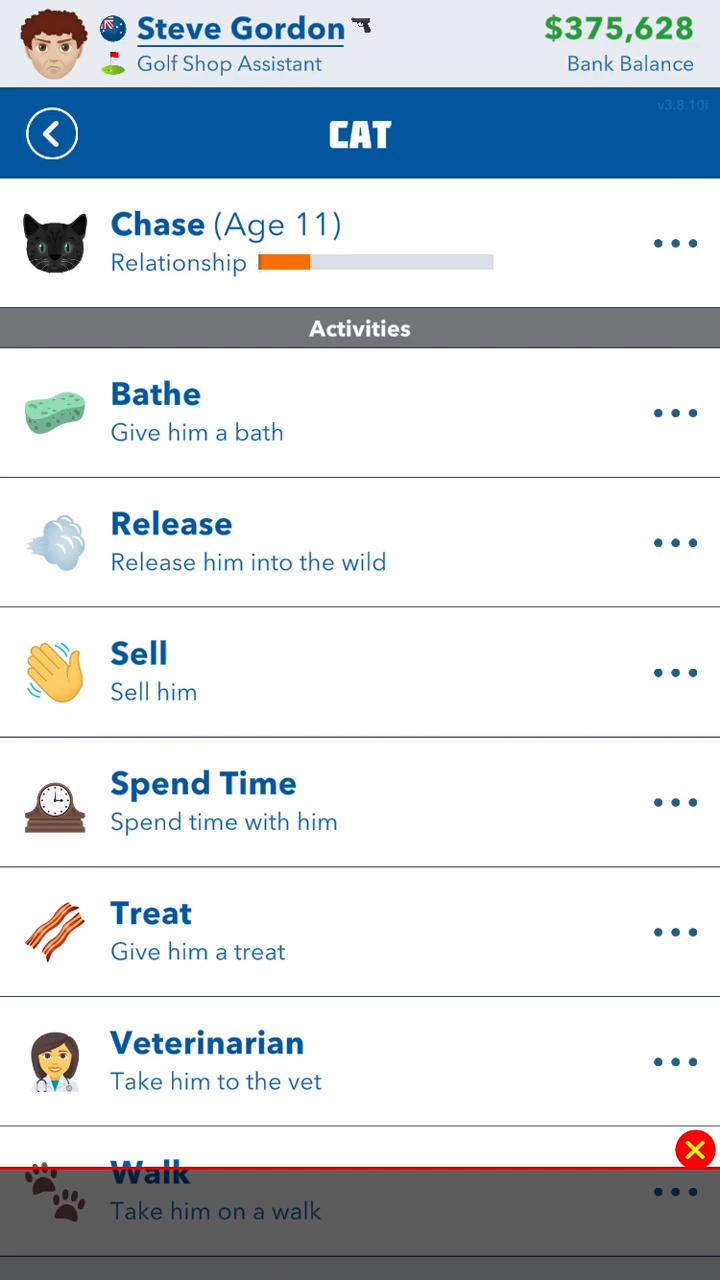 Steve Gordon
$375,628
Golf Shop Assistant
Bank Balance
v3.8.10i
CAT
Chase (Age 11)
Relationship
Activities
Bathe
Give him a bath
Release
Release him into the wild
Sell
Sell him
Spend Time
Spend time with him
Treat
Give him a treat
Veterinarian
Take him to the vet
Walk
Take him on a walk